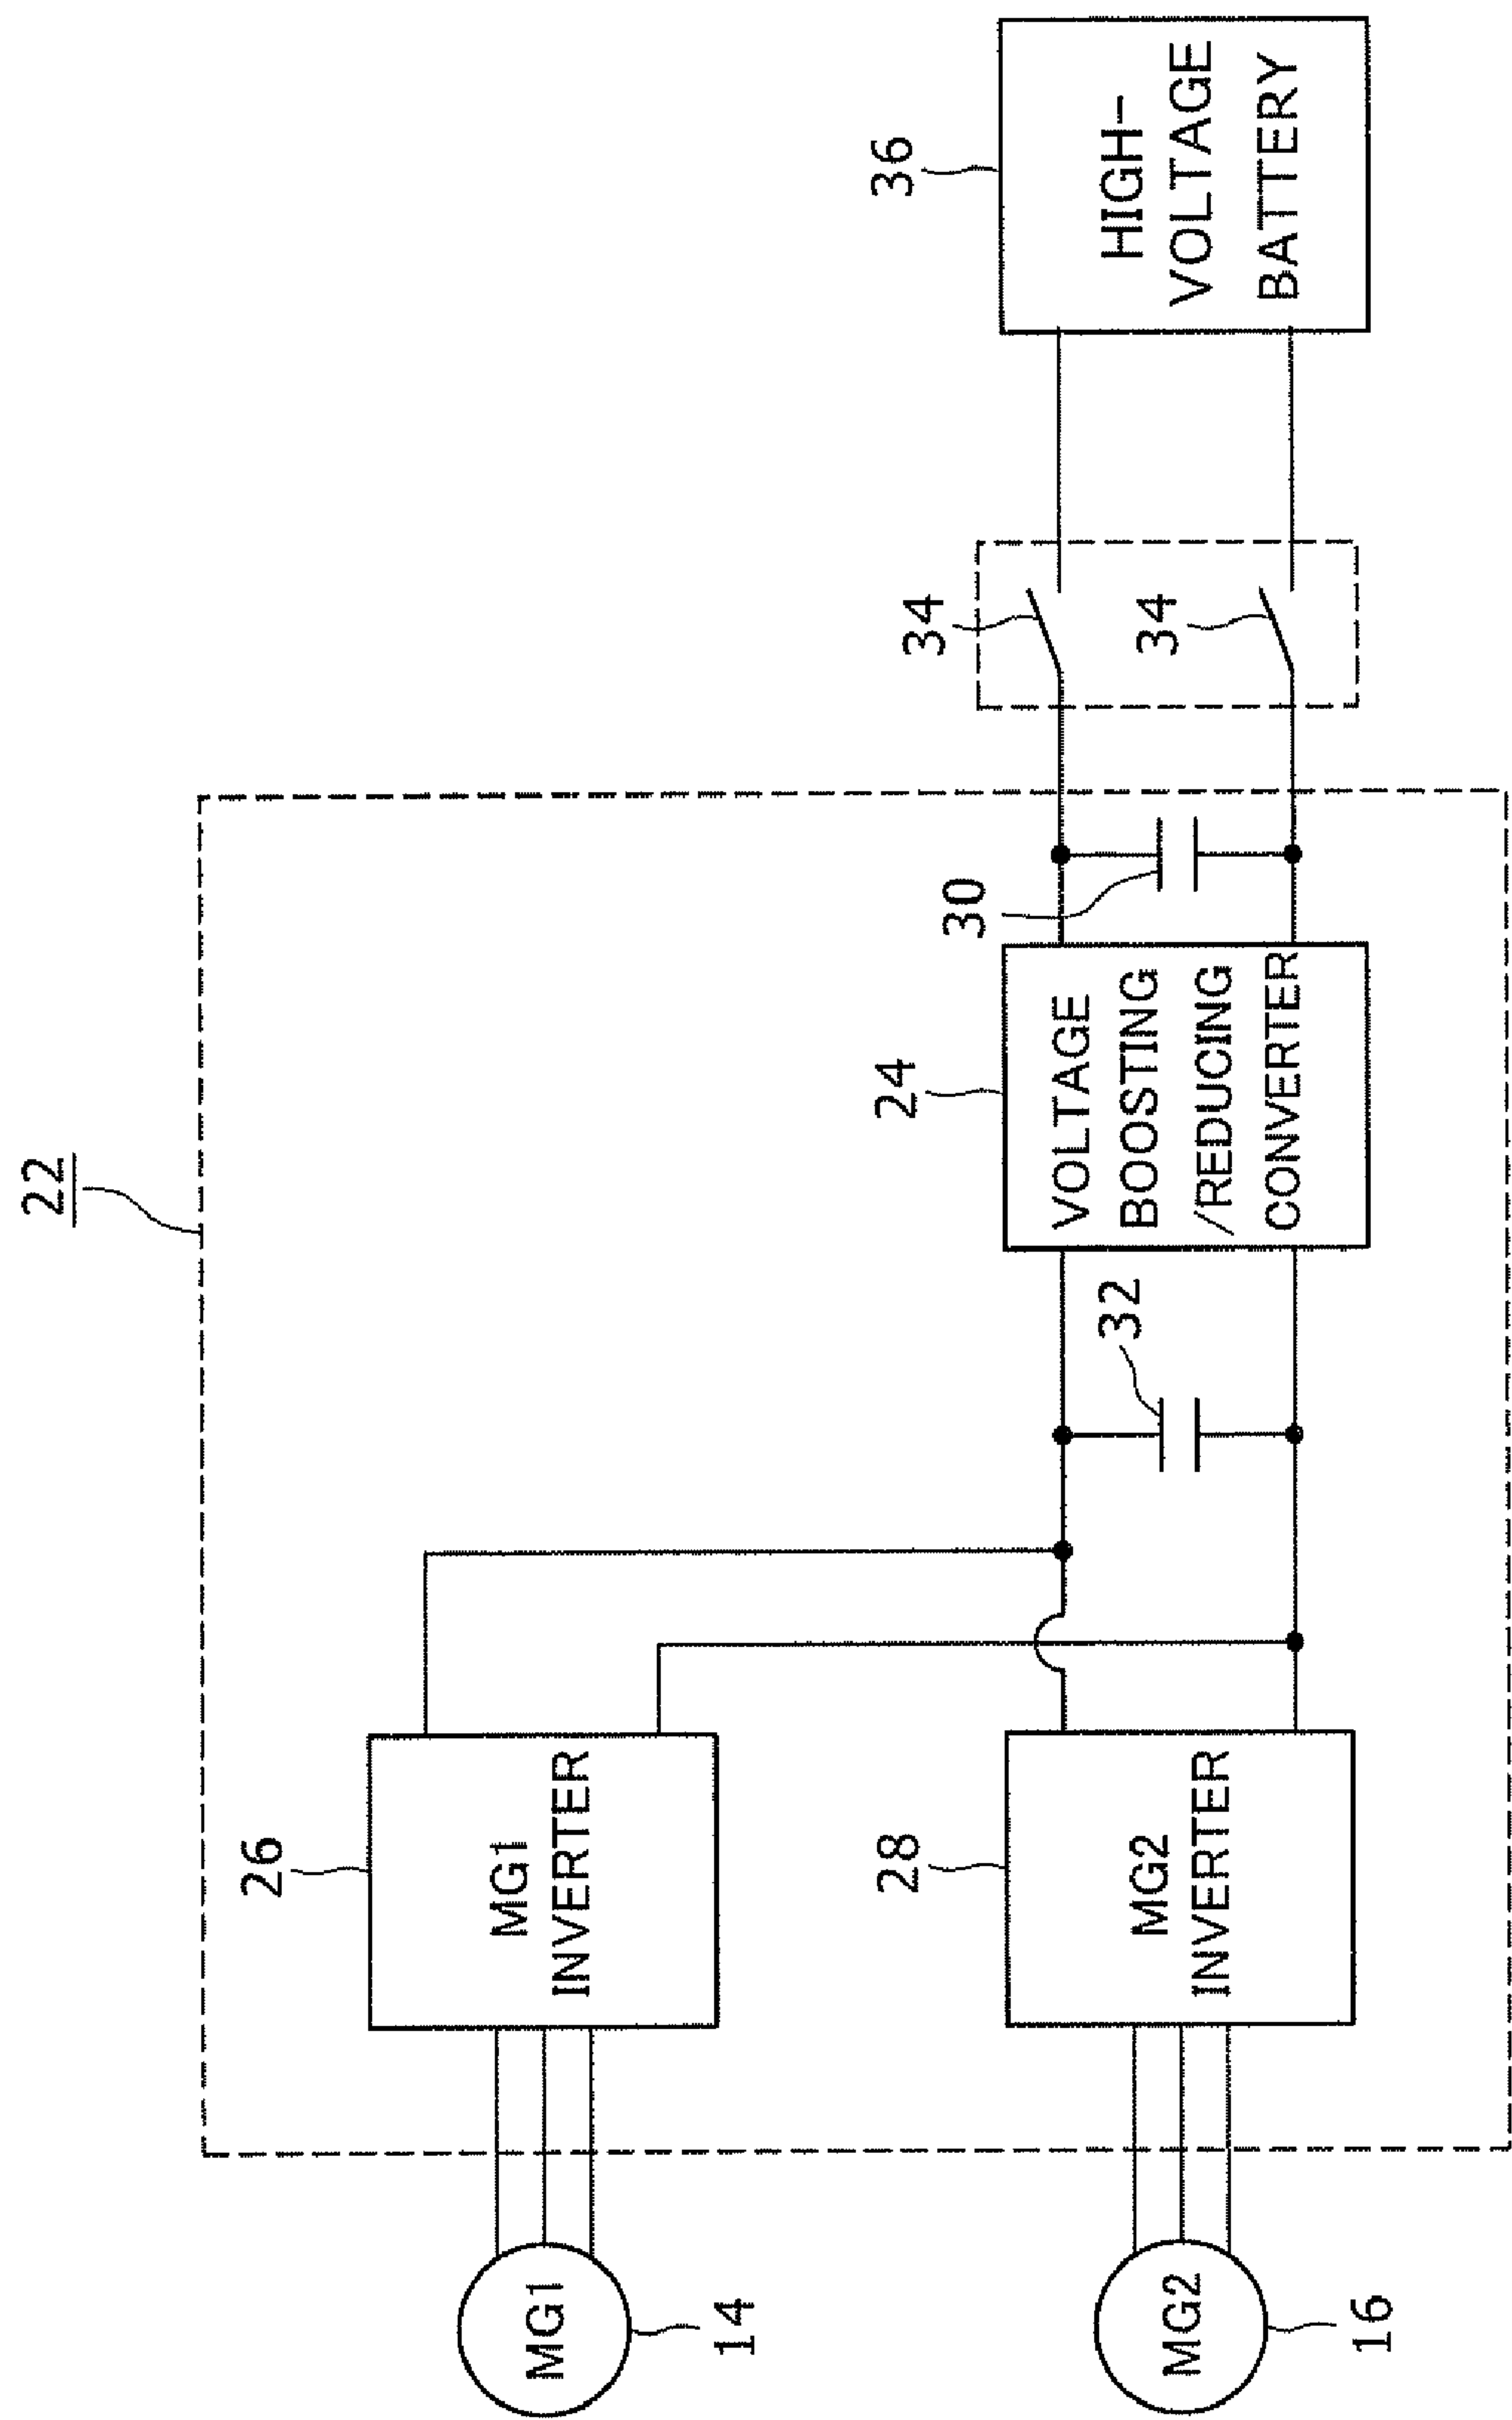 22
26
MG1
INVERTER
MG1
14
28
MG2
INVERTER
MG2
16
32
24
VOLTAGE
BOOSTING
/REDUCING
CONVERTER
30
34
34
36
HIGH-
VOLTAGE
BATTERY